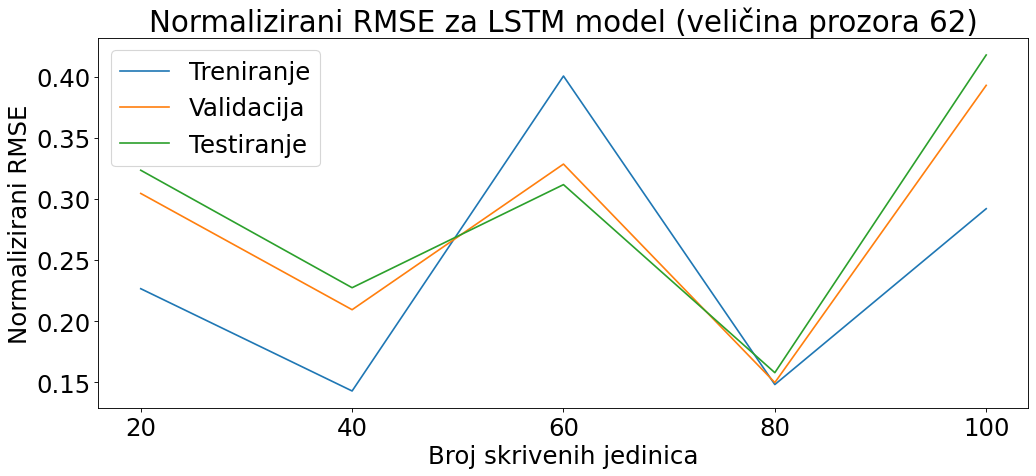 Normalizirani RMSE za LSTM model (veličina prozora 62)
Treniranje
Validacija
Testiranje
Normalizirani RMSE
0.40
0.35
0.30
0.25
0.20
0.15
20 40 60 80 100
Broj skrivenih jedinica